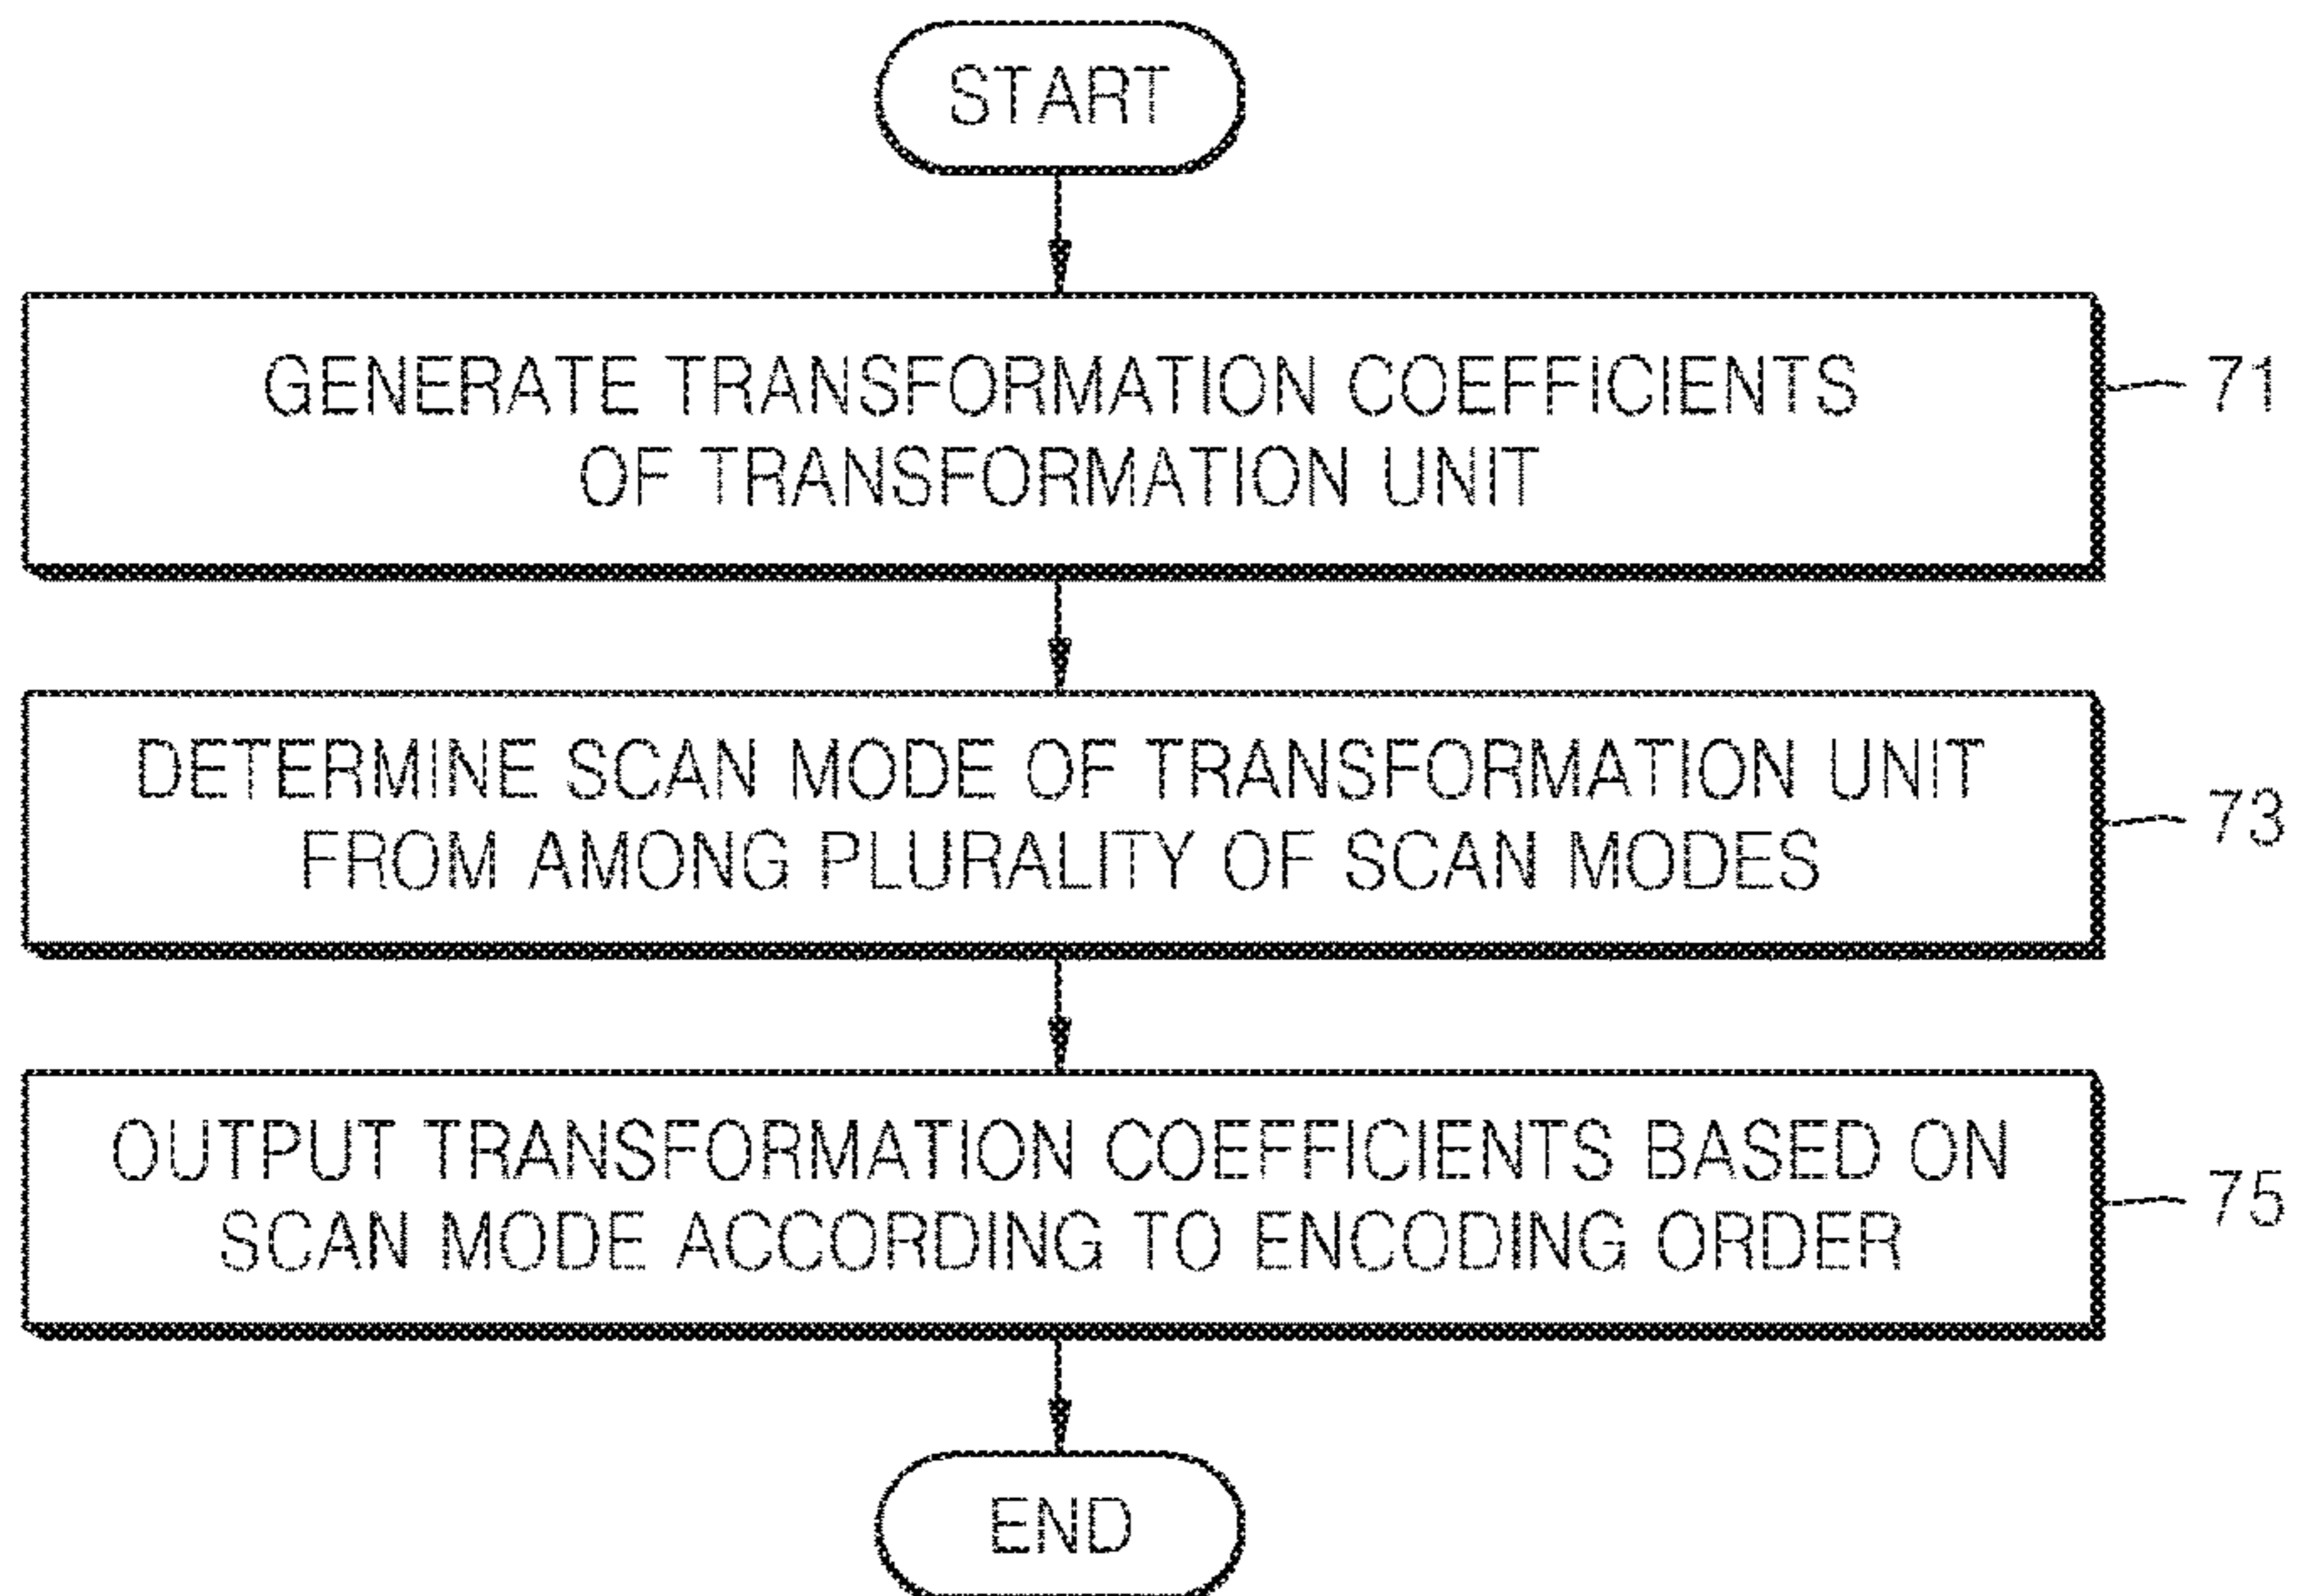 START
GENERATE TRANSFORMATION COEFFICIENTS
OF TRANSFORMATION UNIT
71
DETERMINE SCAN MODE OF TRANSFORMATION UNIT
FROM AMONG PLURALITY OF SCAN MODES
73
OUTPUT TRANSFORMATION COEFFICIENTS BASED ON
SCAN MODE ACCORDING TO ENCODING ORDER
75
END